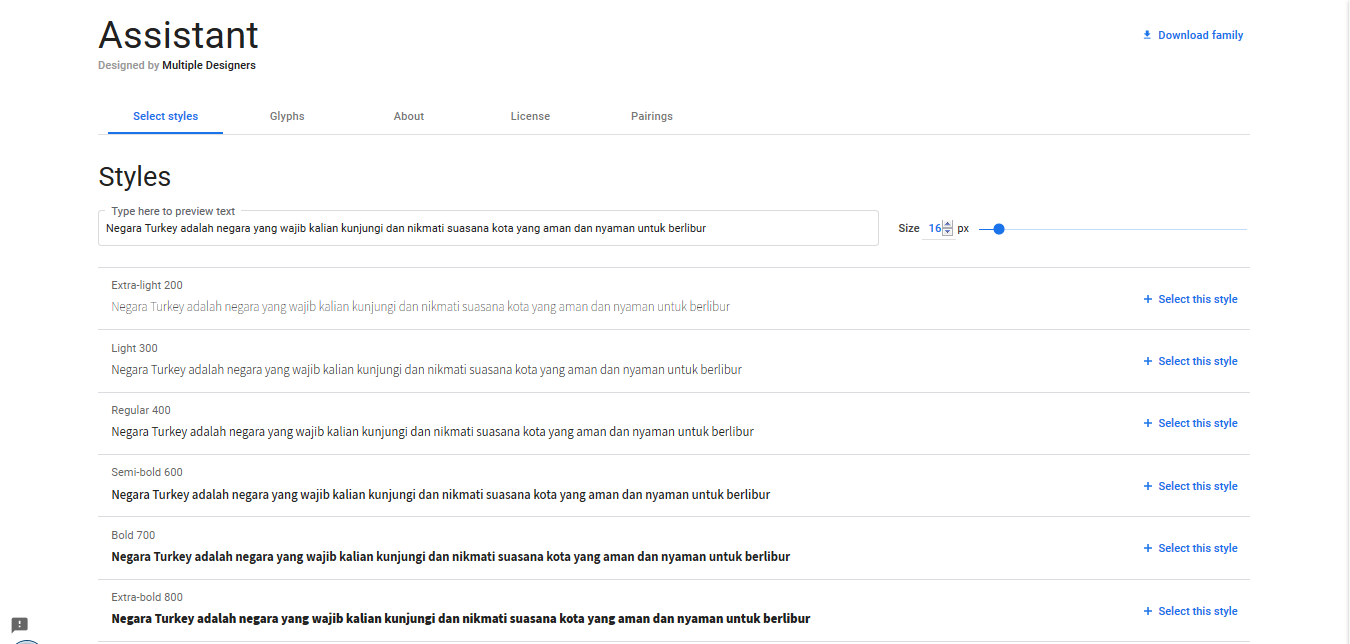 Assistant
Download family
Designed by Multiple Designers
Select styles Glyphs About License Pairings
Styles
Type here to preview text
Negara Turkey adalah negara yang wajib kalian kunjungi dan nikmati suasana kota yang aman dan nyaman untuk berlibur
Size 16 px
Extra-light 200
Negara Turkey adalah negara yang wajib kalian kunjungi dan nikmati suasana kota yang aman dan nyaman untuk berlibur
+ Select this style
Light 300
Negara Turkey adalah negara yang wajib kalian kunjungi dan nikmati suasana kota yang aman dan nyaman untuk berlibur
+ Select this style
Regular 400
Negara Turkey adalah negara yang wajib kalian kunjungi dan nikmati suasana kota yang aman dan nyaman untuk berlibur
+ Select this style
Semi-bold 600
Negara Turkey adalah negara yang wajib kalian kunjungi dan nikmati suasana kota yang aman dan nyaman untuk berlibur
+ Select this style
Bold 700
Negara Turkey adalah negara yang wajib kalian kunjungi dan nikmati suasana kota yang aman dan nyaman untuk berlibur
+ Select this style
Extra-bold 800
Negara Turkey adalah negara yang wajib kalian kunjungi dan nikmati suasana kota yang aman dan nyaman untuk berlibur
+ Select this style